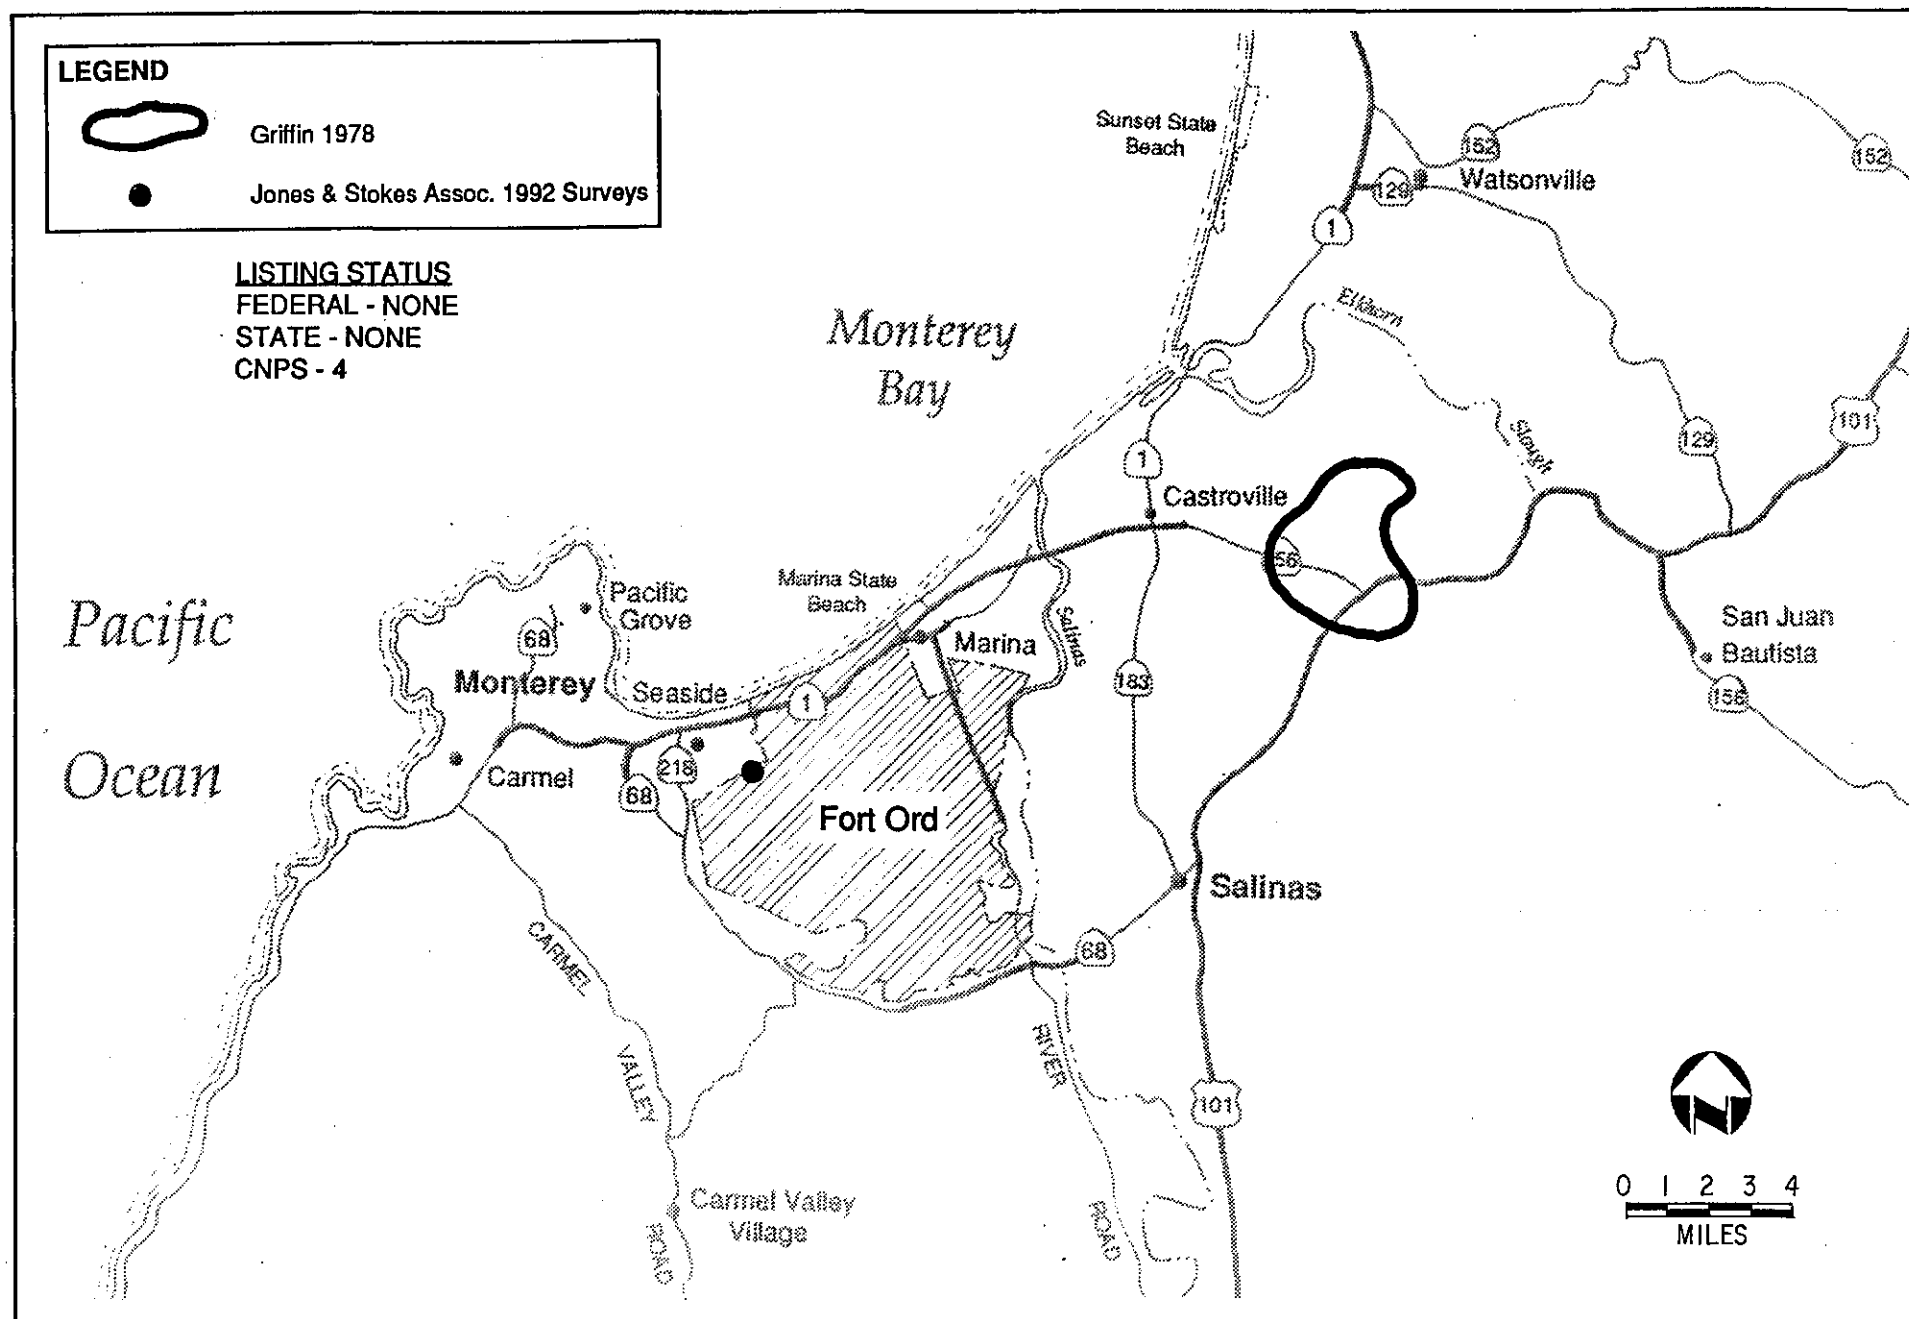 LEGEND
Griffin 1978
Jones & Stokes Assoc. 1992 Surveys
LISTING STATUS
FEDERAL - NONE
STATE - NONE
CNPS - 4
Sunset State
Beach
152
152
129
Watsonville
1
Monterey
Bay
Elkhorn
Slough
101
129
1
Castroville
156
Marina State
Beach
Pacific
Grove
Pacific
Ocean
68
Salinas
Marina
San Juan
Bautista
Monterey
Seaside
1
183
156
Carmel
218
68
Fort Ord
Salinas
68
CARMEL
VALLEY
ROAD
RIVER
ROAD
101
Carmel Valley
Village
N
0 1 2 3 4
MILES